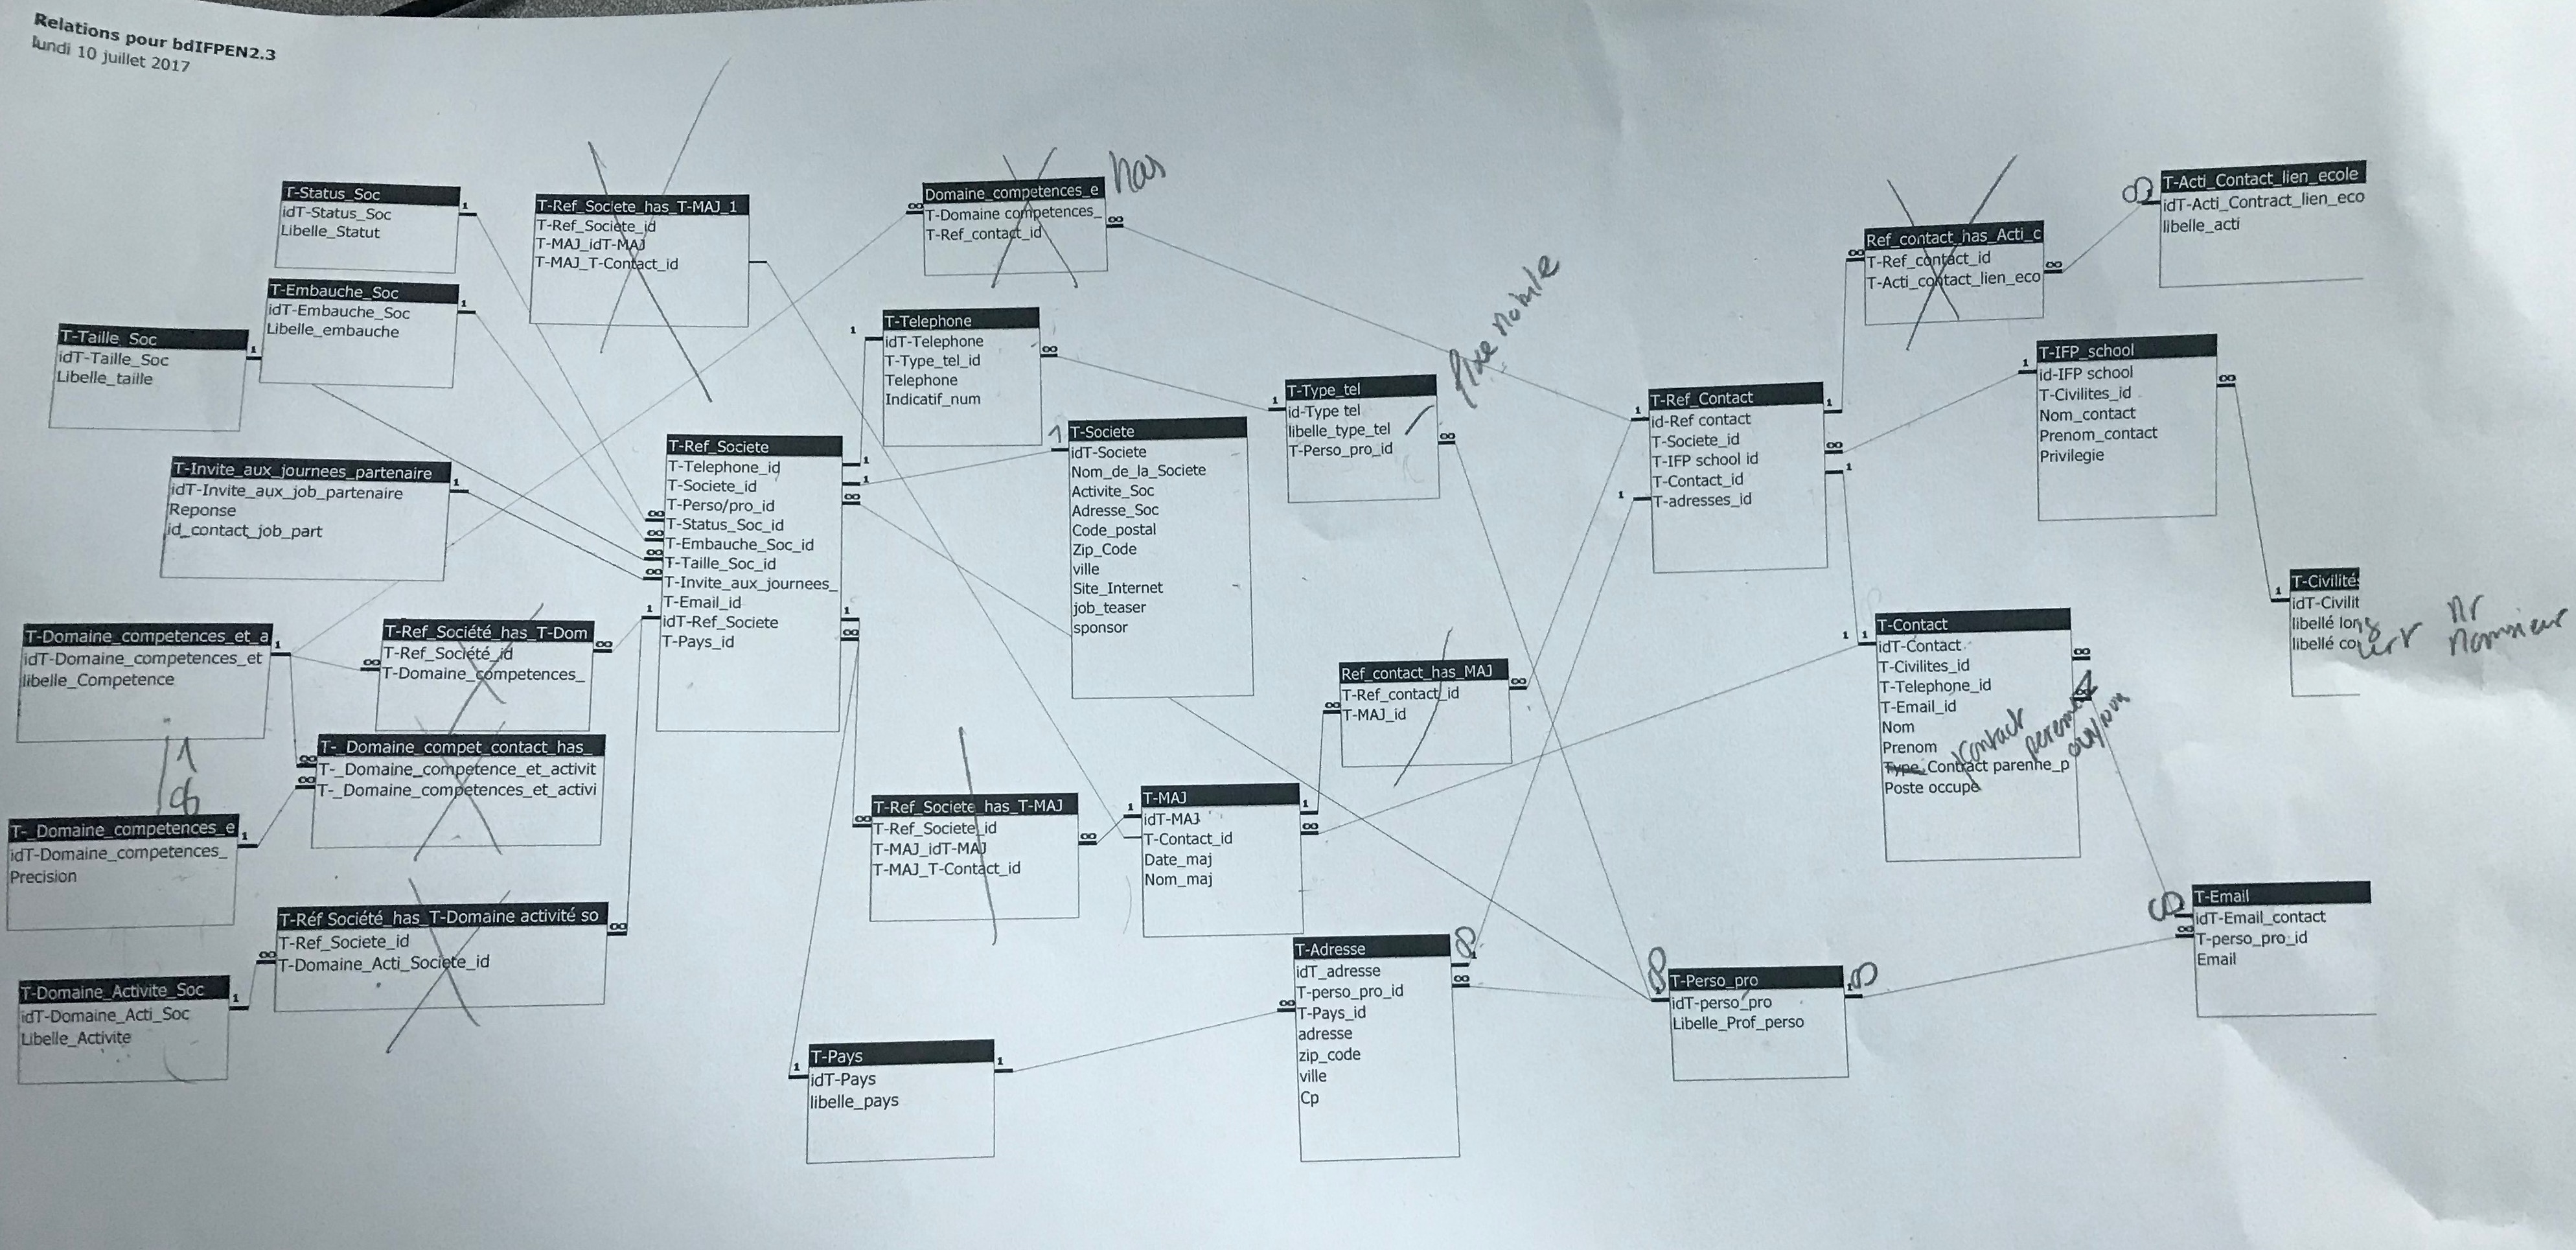 Relations pour bdIFPEN2.3
lundi 10 juillet 2017
T-Status_Soc
idT-Status_Soc
Libelle_Statut
T-Ref_Societe_has_T-MAJ_1
T-Ref_Societe_id
T-MAJ_idT-MAJ
T-MAJ_T-Contact_id
Domaine_competences_e
has
T-Domaine competences_
T-Ref_contact_id
Ref_contact_has_Acti_c
T-Ref_contact_id
T-Acti_contact_lien_eco
T-Acti_Contact_lien_ecole
idT-Acti_Contract_lien_eco
libelle_acti
T-Embauche_Soc
idT-Embauche_Soc
Libelle_embauche
T-Taille_Soc
idT-Taille_Soc
Libelle_taille
T-Telephone
idT-Telephone
T-Type_tel_id
Telephone
Indicatif_num
T-Type_tel
id-Type tel
libelle_type_tel
T-Perso_pro_id
fixe mobile
T-Ref_Contact
id-Ref contact
T-Societe_id
T-IFP school id
T-Contact_id
T-adresses_id
T-IFP_school
id-IFP school
T-Civilites_id
Nom_contact
Prenom_contact
Privilegie
T-Invite_aux_journees_partenaire
idT-Invite_aux_job_partenaire
Reponse
id_contact_job_part
T-Ref_Societe
T-Telephone_id
T-Societe_id
T-Perso/pro_id
T-Status_Soc_id
T-Embauche_Soc_id
T-Taille_Soc_id
T-Invite_aux_journees_
T-Email_id
idT-Ref_Societe
T-Pays_id
T-Societe
idT-Societe
Nom_de_la_Societe
Activite_Soc
Adresse_Soc
Code_postal
Zip_Code
ville
Site_Internet
job_teaser
sponsor
T-Civilité
idT-Civilit
libellé long
libellé court
Mr
Monsieur
T-Domaine_competences_et_a
idT-Domaine_competences_et
libelle_Competence
T-Ref_Société_has_T-Dom
T-Ref_Société_id
T-Domaine_competences_
T-_Domaine_compet_contact_has_
T-_Domaine_competence_et_activit
T-_Domaine_competences_et_activi
T-_Domaine_competences_e
idT-Domaine_competences_
Precision
T-Réf Société_has_T-Domaine activité so
T-Ref_Societe_id
T-Domaine_Acti_Societe_id
T-Domaine_Activite_Soc
idT-Domaine_Acti_Soc
Libelle_Activite
T-Ref_Societe_has_T-MAJ
T-Ref_Societe_id
T-MAJ_idT-MAJ
T-MAJ_T-Contact_id
T-MAJ
idT-MAJ
T-Contact_id
Date_maj
Nom_maj
Ref_contact_has_MAJ
T-Ref_contact_id
T-MAJ_id
T-Contact
idT-Contact
T-Civilites_id
T-Telephone_id
T-Email_id
Nom
Prenom
Type_Contract parenhe_p
Poste occupé
contact
oui/non
T-Pays
idT-Pays
libelle_pays
T-Adresse
idT_adresse
T-perso_pro_id
T-Pays_id
adresse
zip_code
ville
Cp
T-Perso_pro
idT-perso_pro
Libelle_Prof_perso
T-Email
idT-Email_contact
T-perso_pro_id
Email